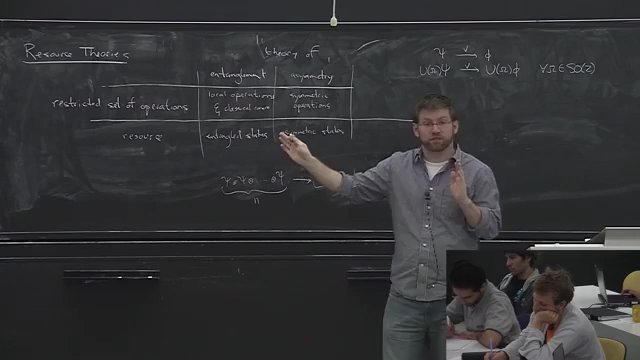 Resource Theories
"theory of"
entanglement asymmetry
restricted set of operations local operations & classical comm symmetric operations
resource entangled states symmetric states
Ψ ⊗ Ψ ⊗ ... ⊗ Ψ →
n
Ψ → φ
U(Ω)Ψ → U(Ω)φ ∀Ω∈SO(2)